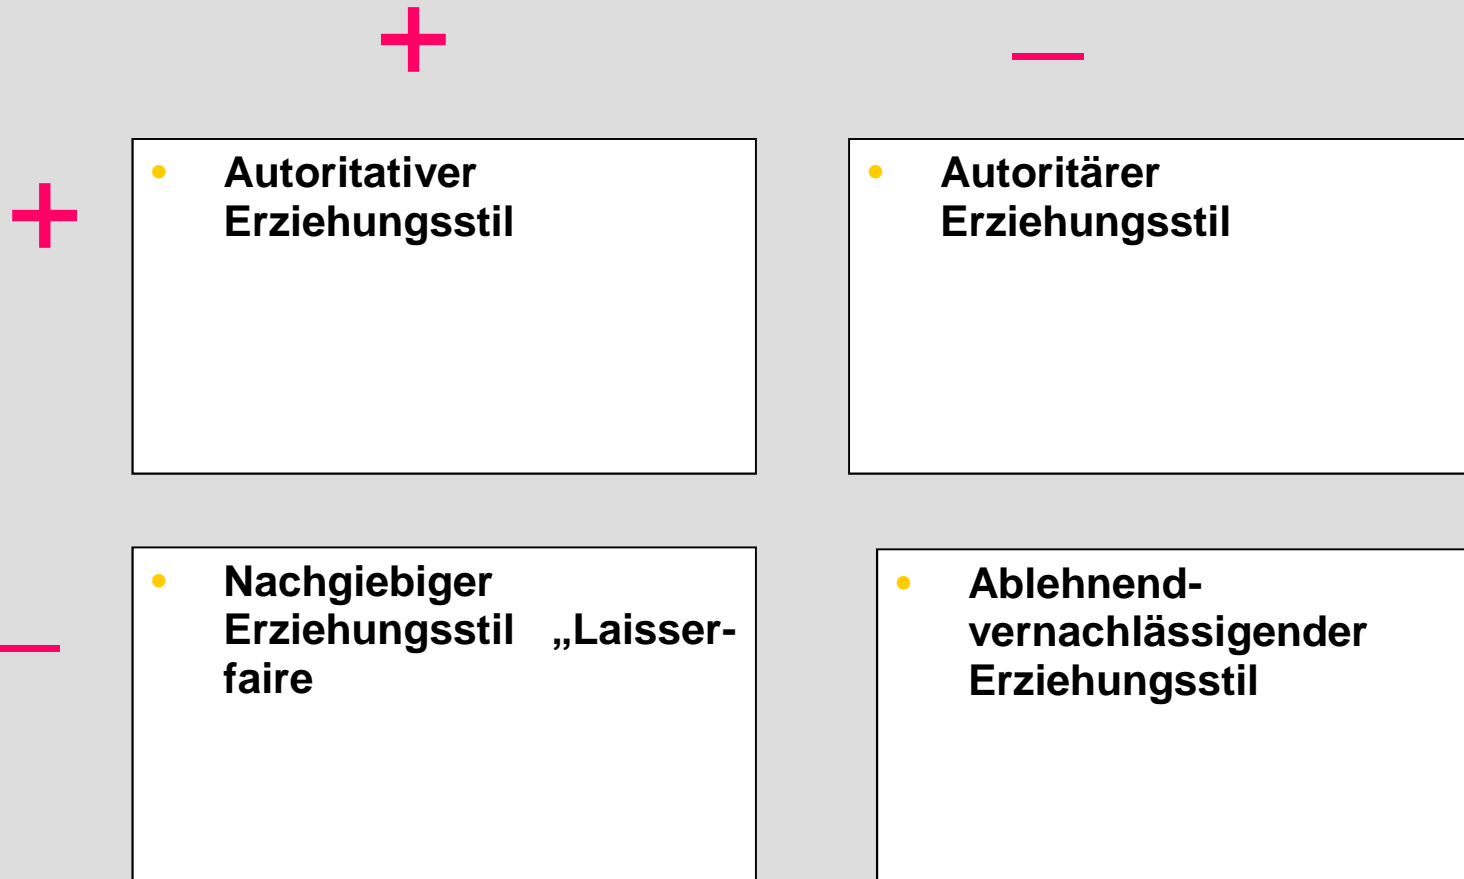 + —
+
• Autoritativer
Erziehungsstil
• Autoritärer
Erziehungsstil
—
• Nachgiebiger
Erziehungsstil „Laisser-
faire
• Ablehnend-
vernachlässigender
Erziehungsstil